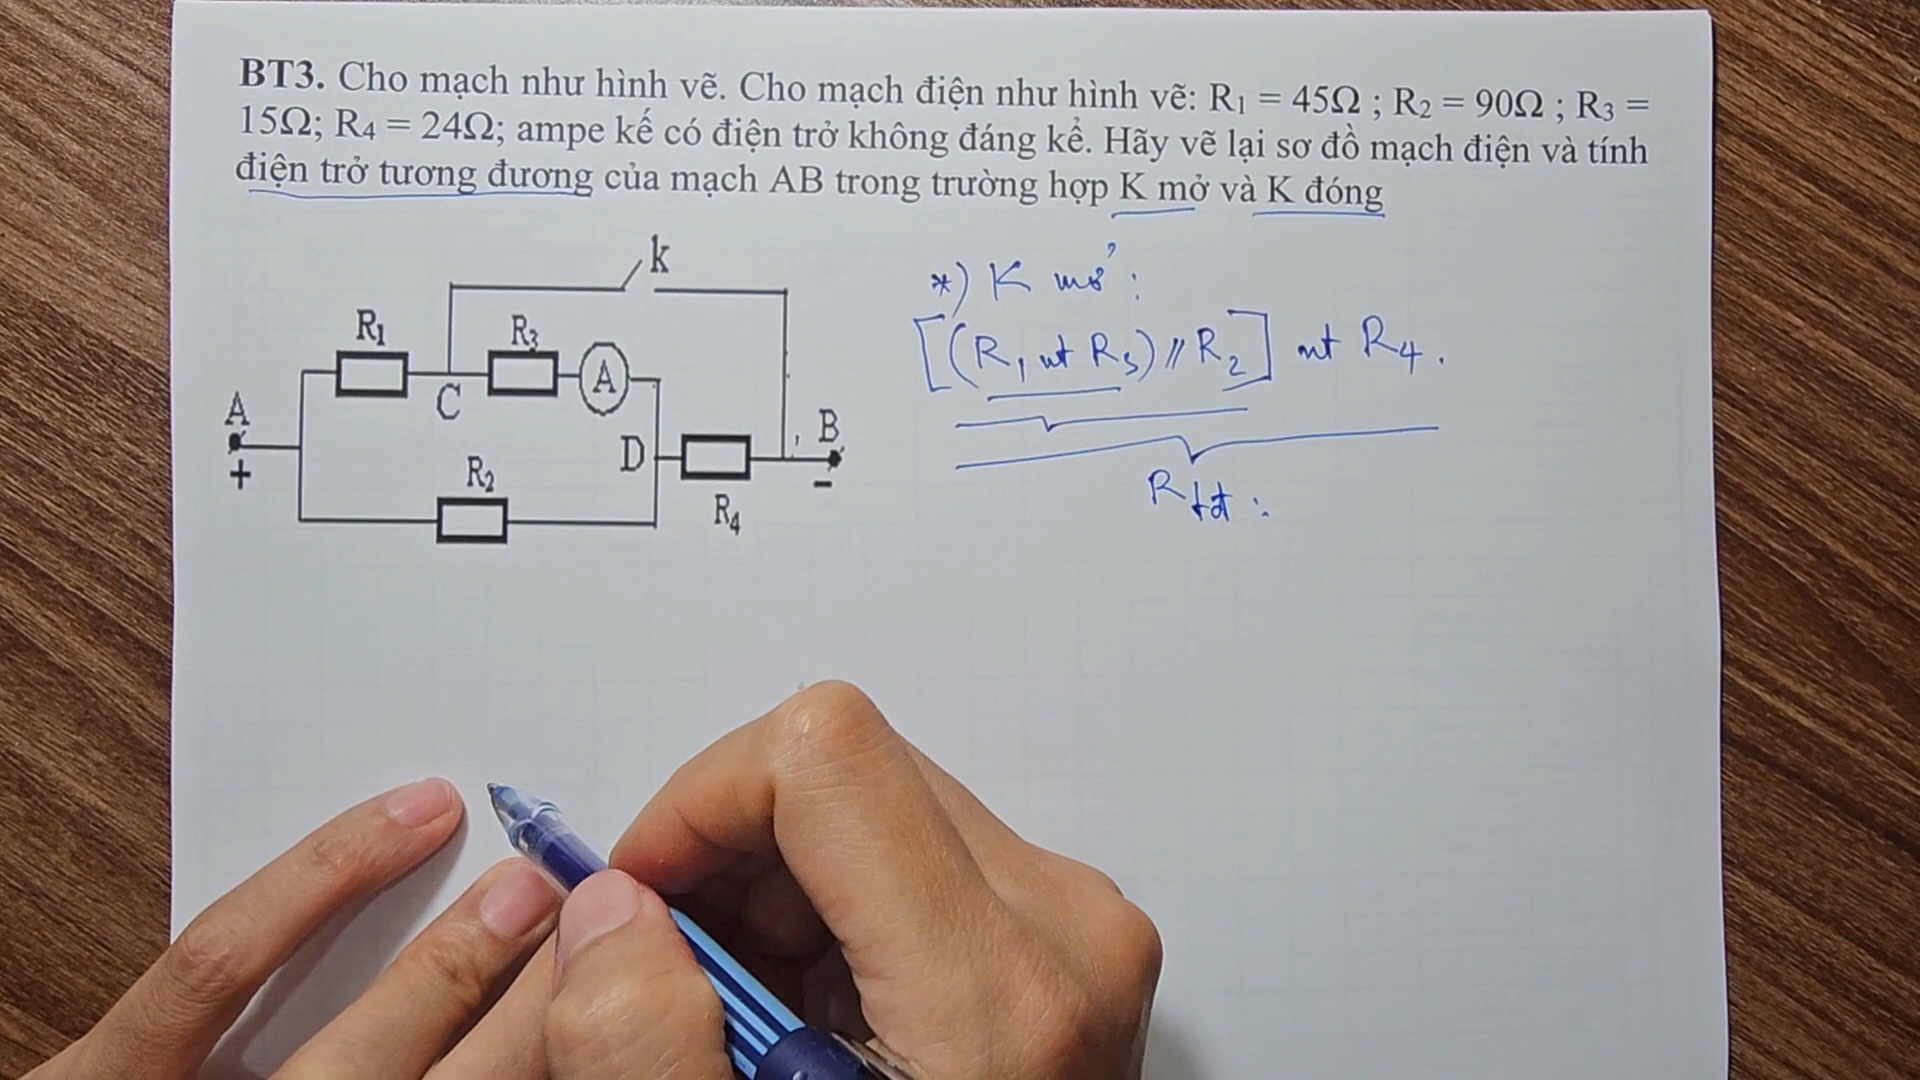 BT3. Cho mạch như hình vẽ. Cho mạch điện như hình vẽ: R1 = 45Ω ; R2 = 90Ω ; R3 =
15Ω; R4 = 24Ω; ampe kế có điện trở không đáng kể. Hãy vẽ lại sơ đồ mạch điện và tính
điện trở tương đương của mạch AB trong trường hợp K mở và K đóng
k
R1
R3
A
C
A
+
R2
D
R4
B
-
*) K mở :
[(R1 nt R3) // R2] nt R4 .
Rtđ :